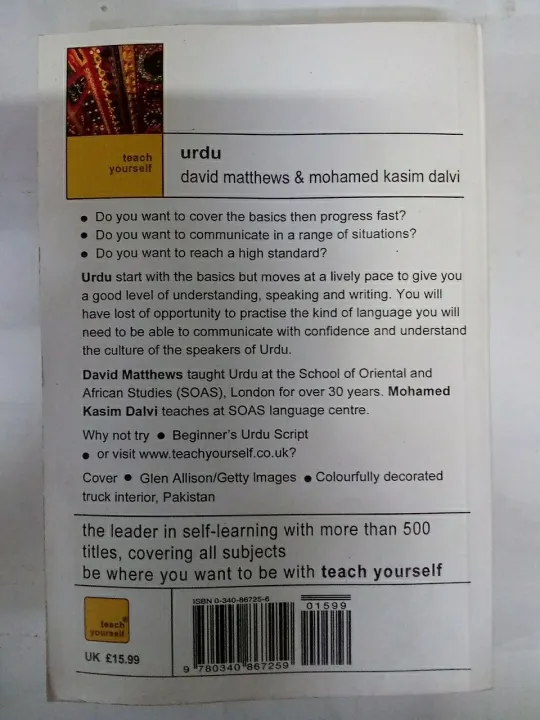 teach
yourself
urdu
david matthews & mohamed kasim dalvi
● Do you want to cover the basics then progress fast?
● Do you want to communicate in a range of situations?
● Do you want to reach a high standard?
Urdu start with the basics but moves at a lively pace to give you
a good level of understanding, speaking and writing. You will
have lost of opportunity to practise the kind of language you will
need to be able to communicate with confidence and understand
the culture of the speakers of Urdu.
David Matthews taught Urdu at the School of Oriental and
African Studies (SOAS), London for over 30 years. Mohamed
Kasim Dalvi teaches at SOAS language centre.
Why not try ● Beginner's Urdu Script
● or visit www.teachyourself.co.uk?
Cover ● Glen Allison/Getty Images ● Colourfully decorated
truck interior, Pakistan
the leader in self-learning with more than 500
titles, covering all subjects
be where you want to be with teach yourself
teach®
yourself
UK £15.99
ISBN 0-340-86725-6
01599
9 780340 867259